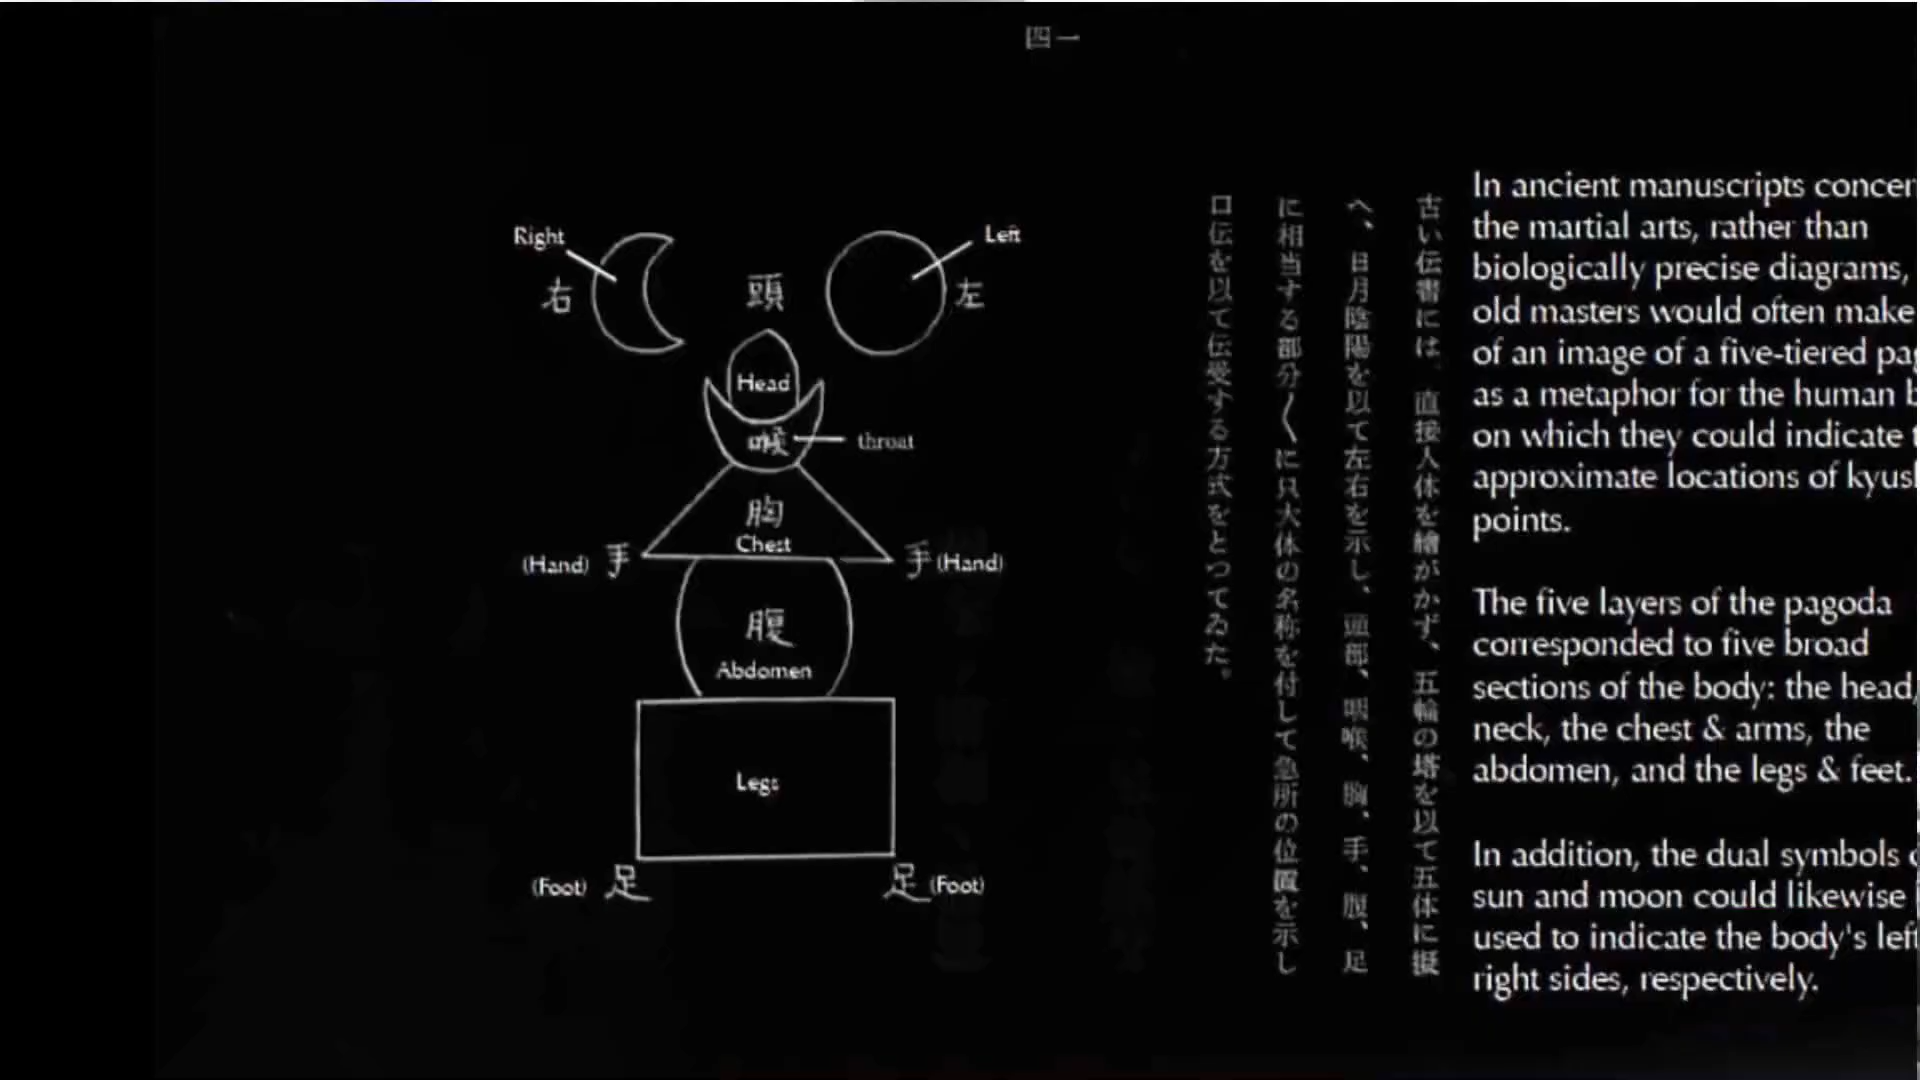 四一
Right
Left
右
頭
左
Head
喉
throat
胸
Chest
(Hand) 手
手 (Hand)
腹
Abdomen
Legs
(Foot) 足
足 (Foot)
古い伝書には、直接人体を繪がかず、五輪の塔を以て五体に擬
へ、日月陰陽を以て左右を示し、頭部、咽喉、胸、手、腹、足
に相当する部分〱に只大体の名称を付して急所の位置を示し
口伝を以て伝受する方式をとつてゐた。
In ancient manuscripts concer
the martial arts, rather than
biologically precise diagrams,
old masters would often make
of an image of a five-tiered pag
as a metaphor for the human b
on which they could indicate t
approximate locations of kyush
points.
The five layers of the pagoda
corresponded to five broad
sections of the body: the head,
neck, the chest & arms, the
abdomen, and the legs & feet.
In addition, the dual symbols o
sun and moon could likewise
used to indicate the body's left
right sides, respectively.